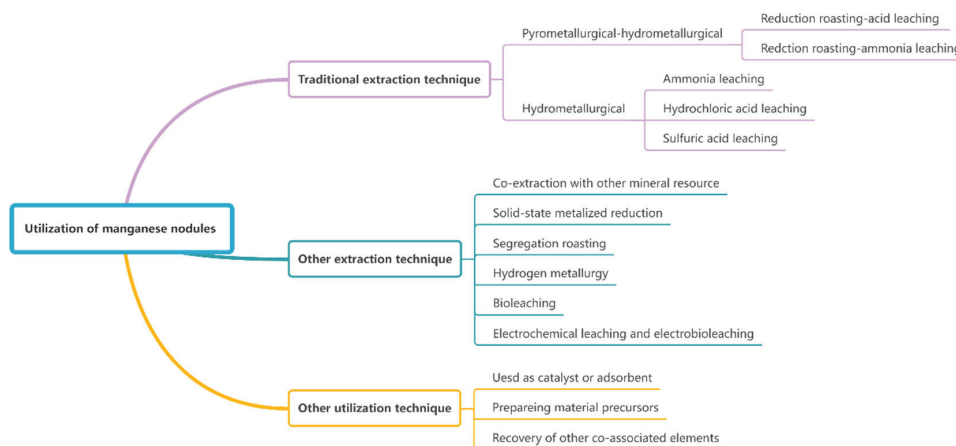 Utilization of manganese nodules
Traditional extraction technique
Pyrometallurgical-hydrometallurgical
Reduction roasting-acid leaching
Redction roasting-ammonia leaching
Hydrometallurgical
Ammonia leaching
Hydrochloric acid leaching
Sulfuric acid leaching
Other extraction technique
Co-extraction with other mineral resource
Solid-state metalized reduction
Segregation roasting
Hydrogen metallurgy
Bioleaching
Electrochemical leaching and electrobioleaching
Other utilization technique
Uesd as catalyst or adsorbent
Prepareing material precursors
Recovery of other co-associated elements